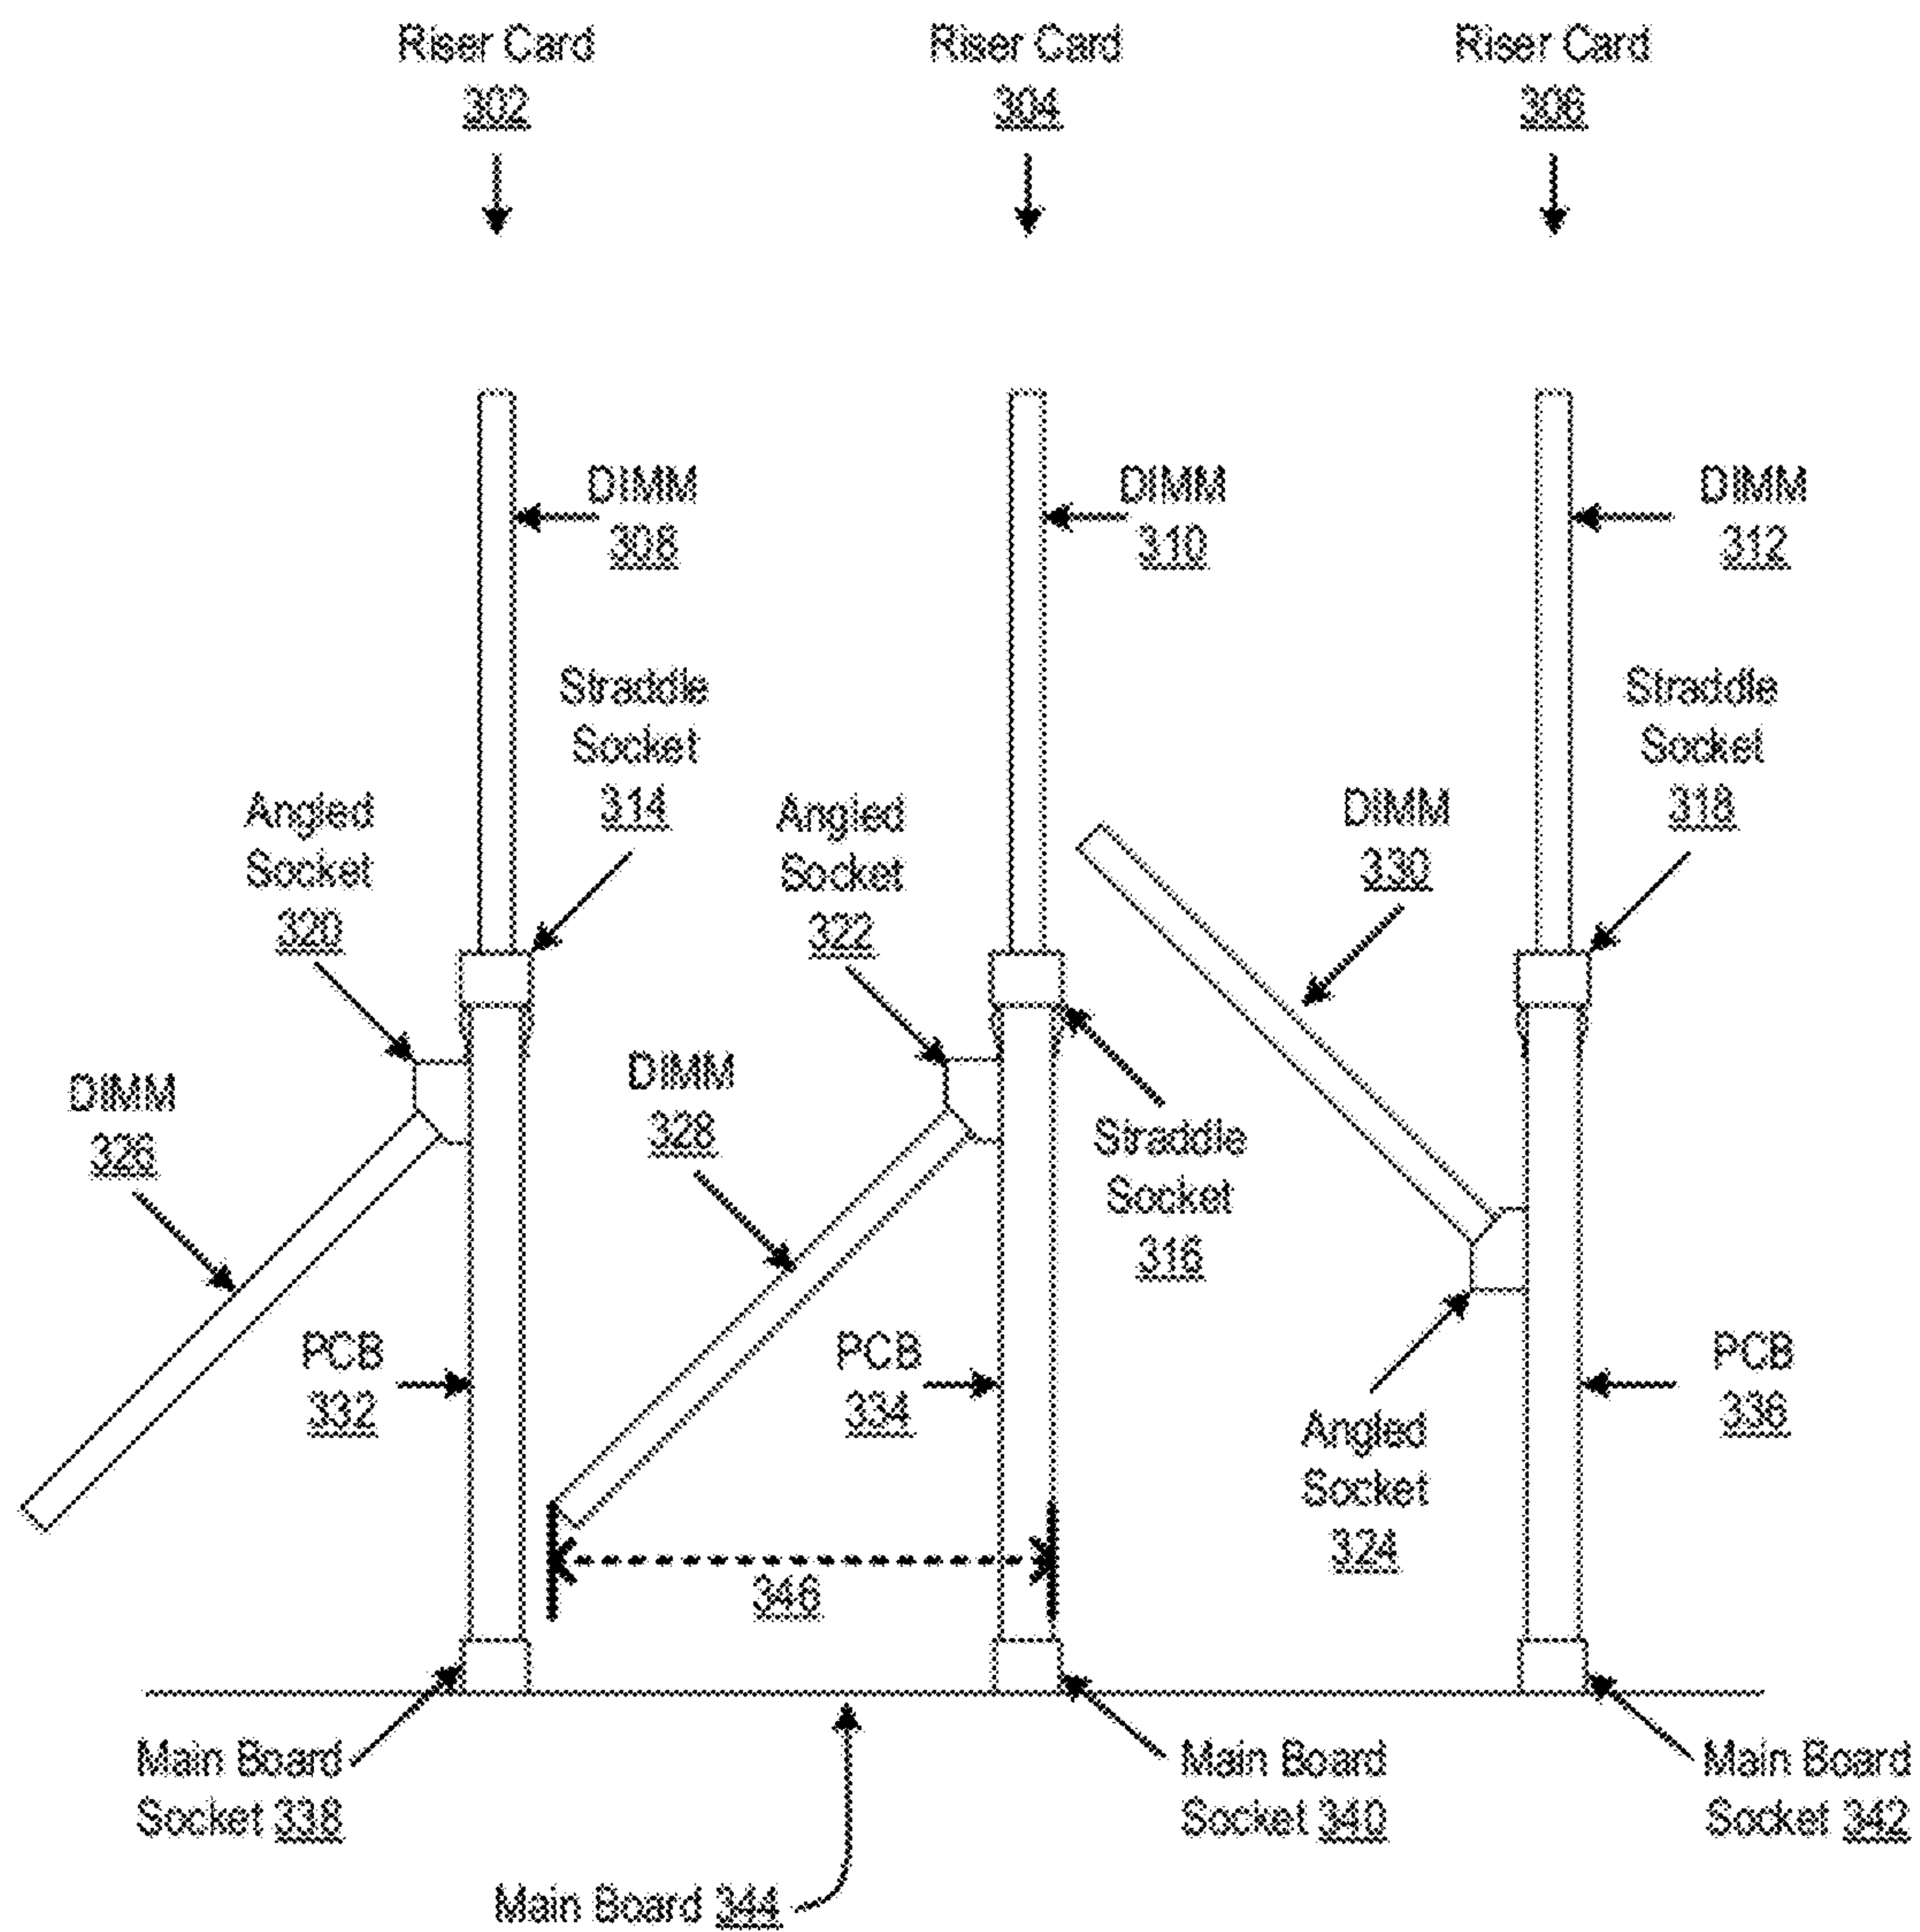 Riser Card
302
Riser Card
304
Riser Card
306
DIMM
308
DIMM
310
DIMM
312
Straddle
Socket
314
Straddle
Socket
318
Angled
Socket
320
Angled
Socket
322
DIMM
330
DIMM
326
DIMM
328
Straddle
Socket
316
PCB
332
PCB
334
PCB
336
Angled
Socket
324
346
Main Board
Socket 338
Main Board
Socket 340
Main Board
Socket 342
Main Board 344